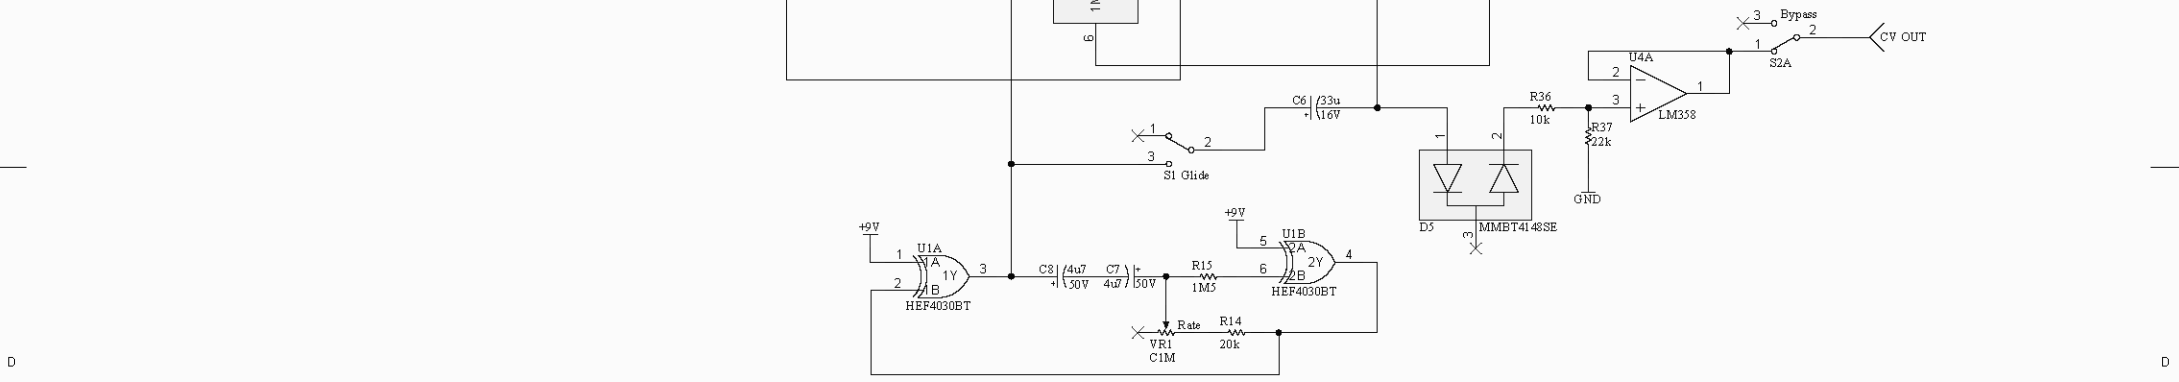 1M
6
3
Bypass
1
2
CV OUT
S2A
U4A
2
3
1
LM358
C6
33u
16V
R36
10k
R37
22k
GND
1
2
1
2
3
S1 Glide
D5
MMBT4148SE
3
+9V
U1A
1
2
1A
1B
1Y
3
HEF4030BT
C8
4u7
50V
C7
4u7
50V
R15
1M5
+9V
U1B
5
6
2A
2B
2Y
4
HEF4030BT
Rate
VR1
C1M
R14
20k
D
D